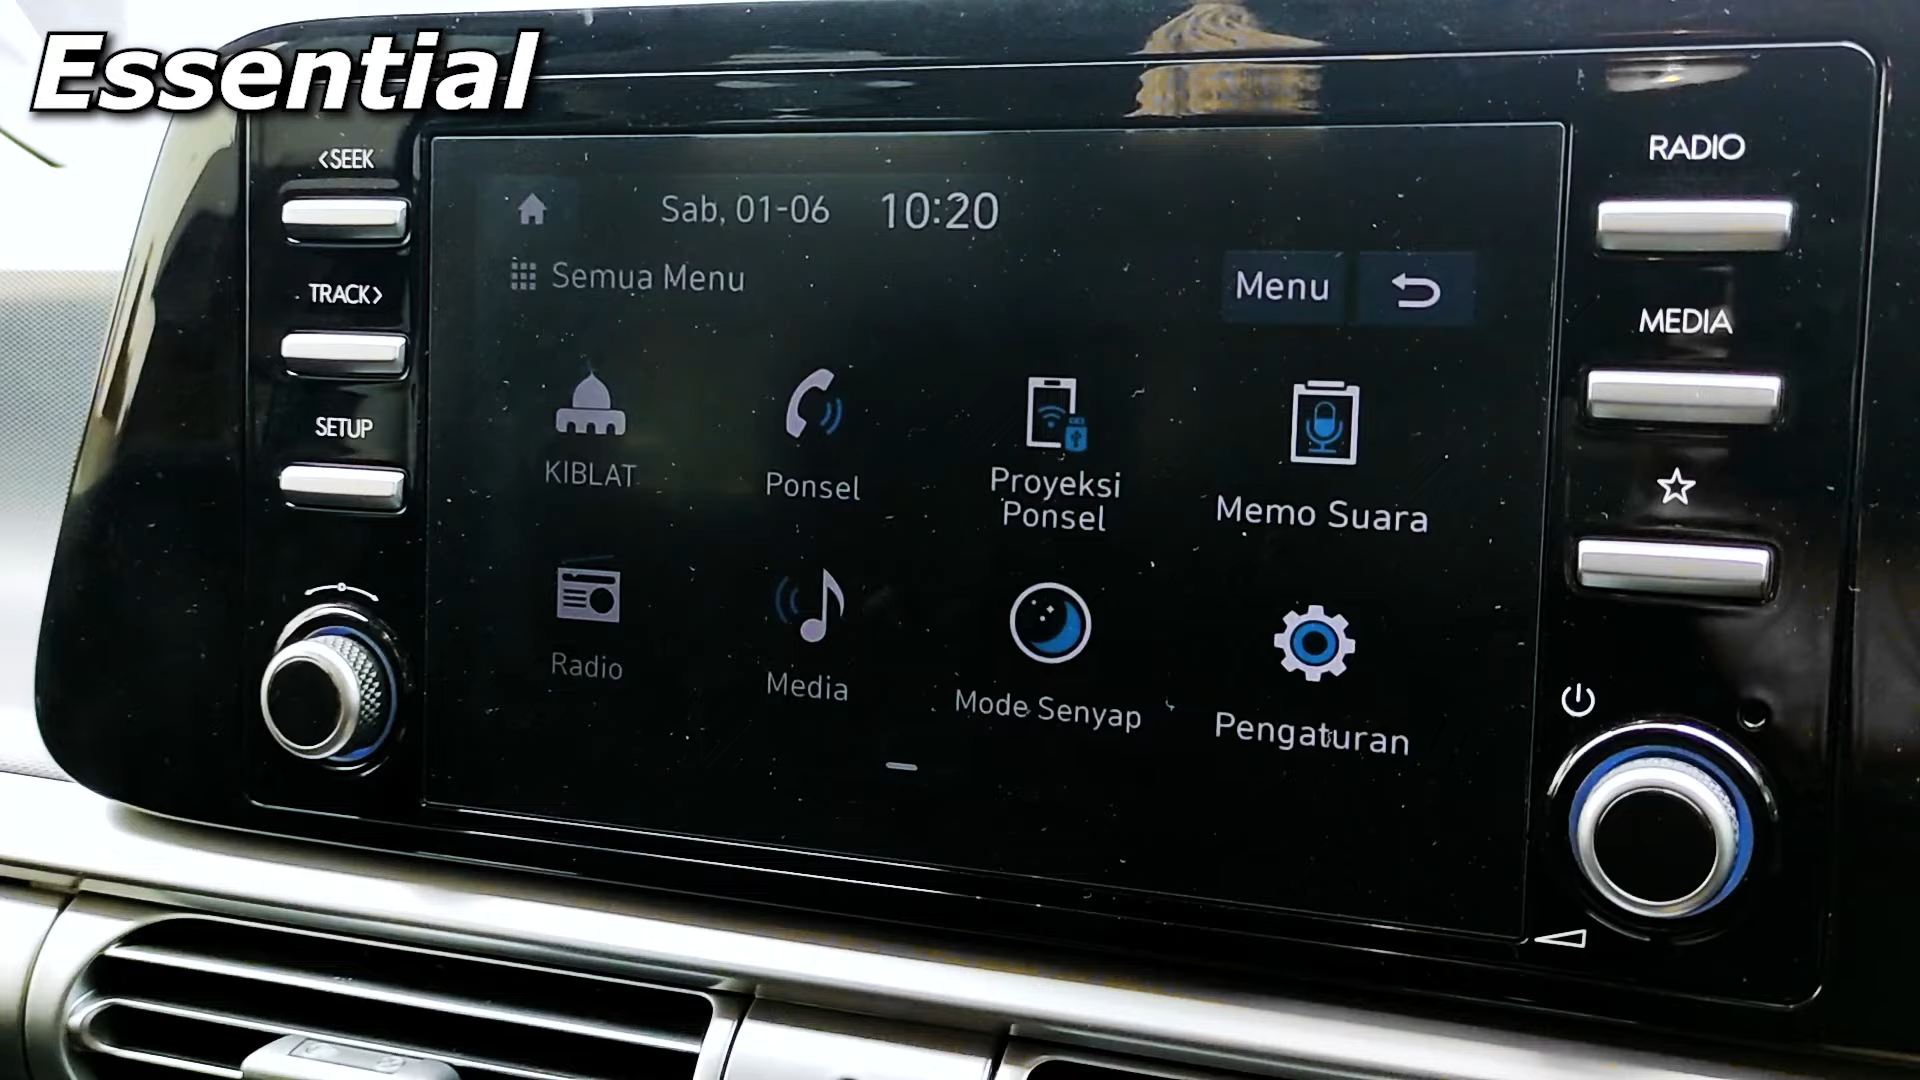 Essential
<SEEK
TRACK>
SETUP
Sab, 01-06 10:20
Semua Menu
Menu
KIBLAT
Ponsel
Proyeksi
Ponsel
Memo Suara
Radio
Media
Mode Senyap
Pengaturan
RADIO
MEDIA